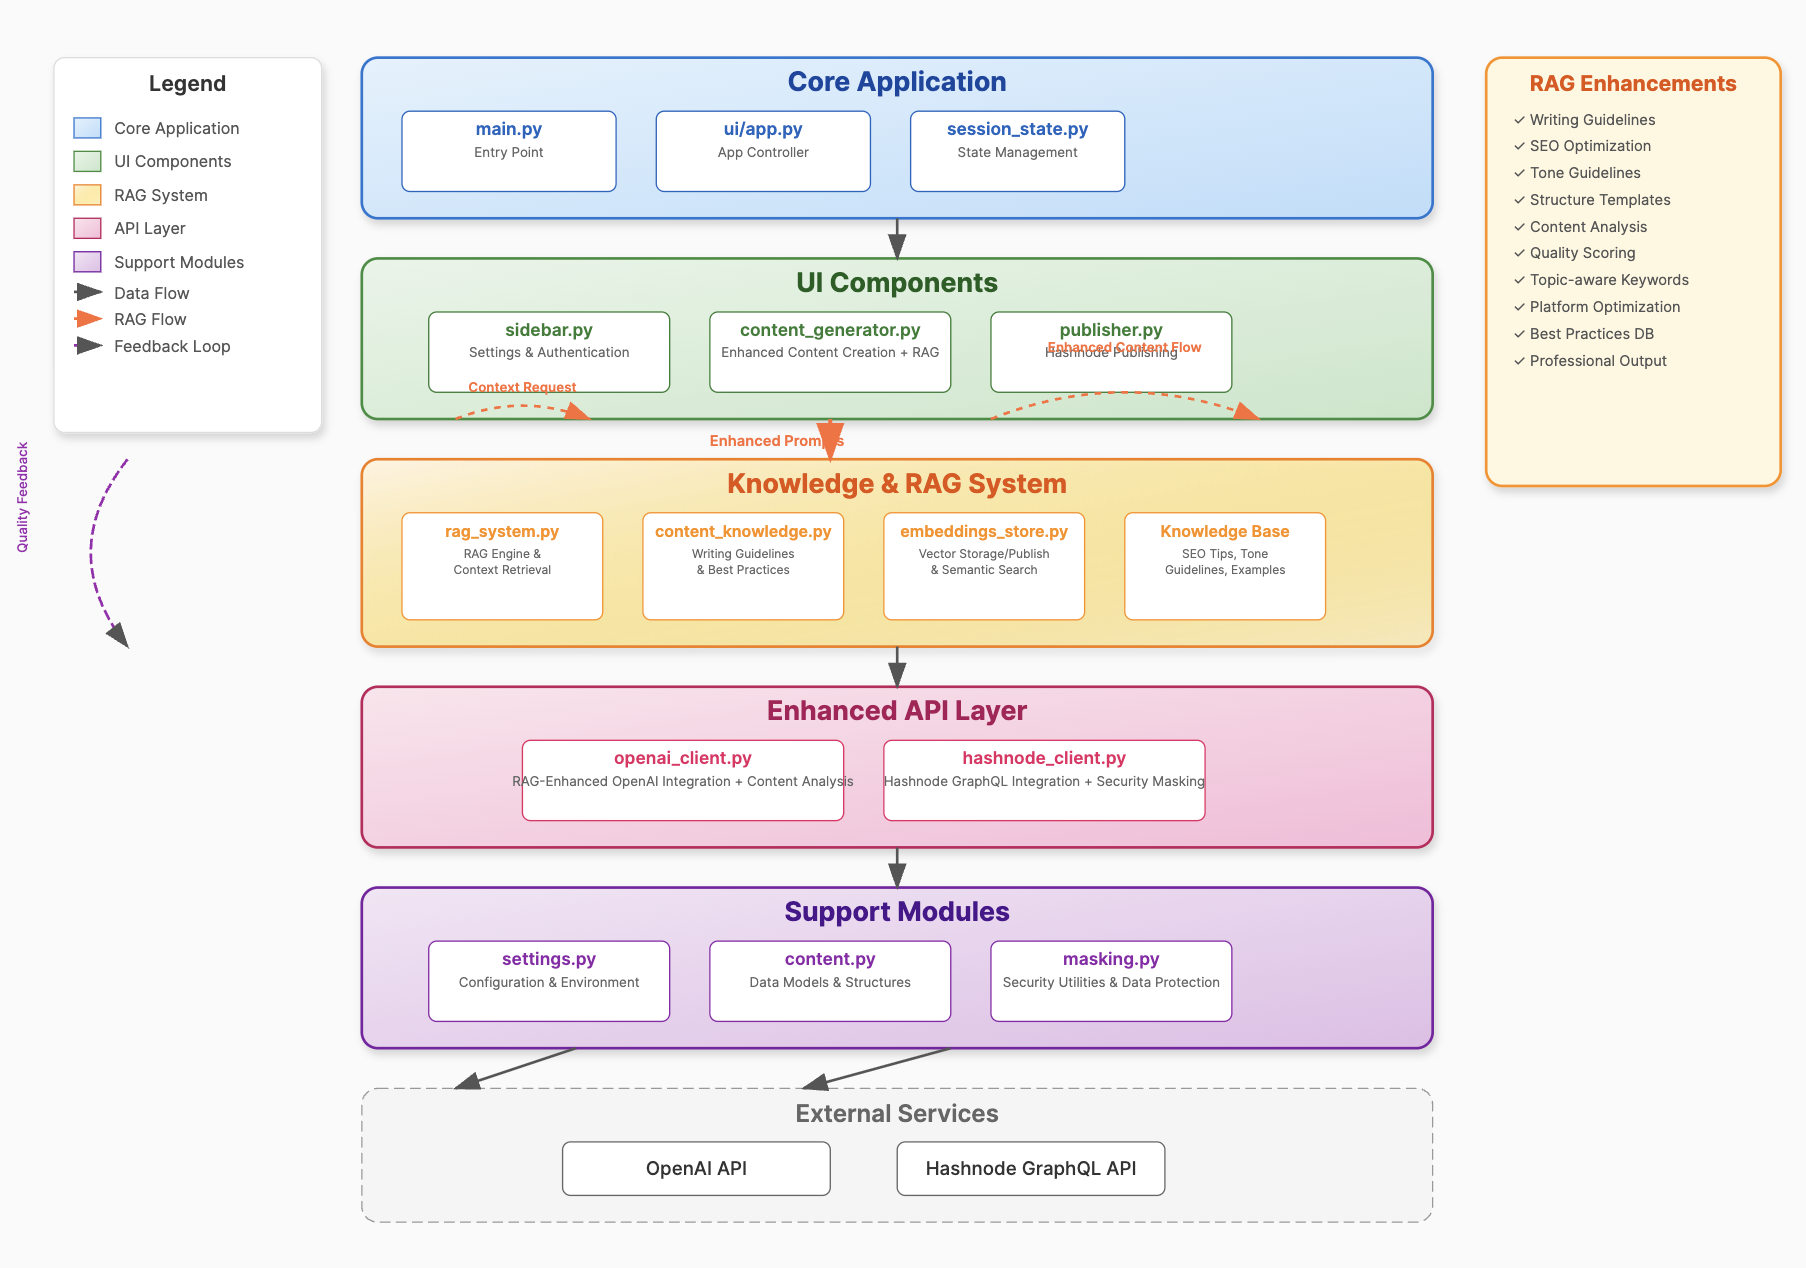 Legend
Core Application
UI Components
RAG System
API Layer
Support Modules
Data Flow
RAG Flow
Feedback Loop
Quality Feedback
Core Application
main.py
Entry Point
ui/app.py
App Controller
session_state.py
State Management
UI Components
sidebar.py
Settings & Authentication
content_generator.py
Enhanced Content Creation + RAG
publisher.py
Hashnode Publishing
Enhanced Content Flow
Context Request
Enhanced Prompts
Knowledge & RAG System
rag_system.py
RAG Engine &
Context Retrieval
content_knowledge.py
Writing Guidelines
& Best Practices
embeddings_store.py
Vector Storage/Publish
& Semantic Search
Knowledge Base
SEO Tips, Tone
Guidelines, Examples
Enhanced API Layer
openai_client.py
RAG-Enhanced OpenAI Integration + Content Analysis
hashnode_client.py
Hashnode GraphQL Integration + Security Masking
Support Modules
settings.py
Configuration & Environment
content.py
Data Models & Structures
masking.py
Security Utilities & Data Protection
External Services
OpenAI API
Hashnode GraphQL API
RAG Enhancements
✓ Writing Guidelines
✓ SEO Optimization
✓ Tone Guidelines
✓ Structure Templates
✓ Content Analysis
✓ Quality Scoring
✓ Topic-aware Keywords
✓ Platform Optimization
✓ Best Practices DB
✓ Professional Output